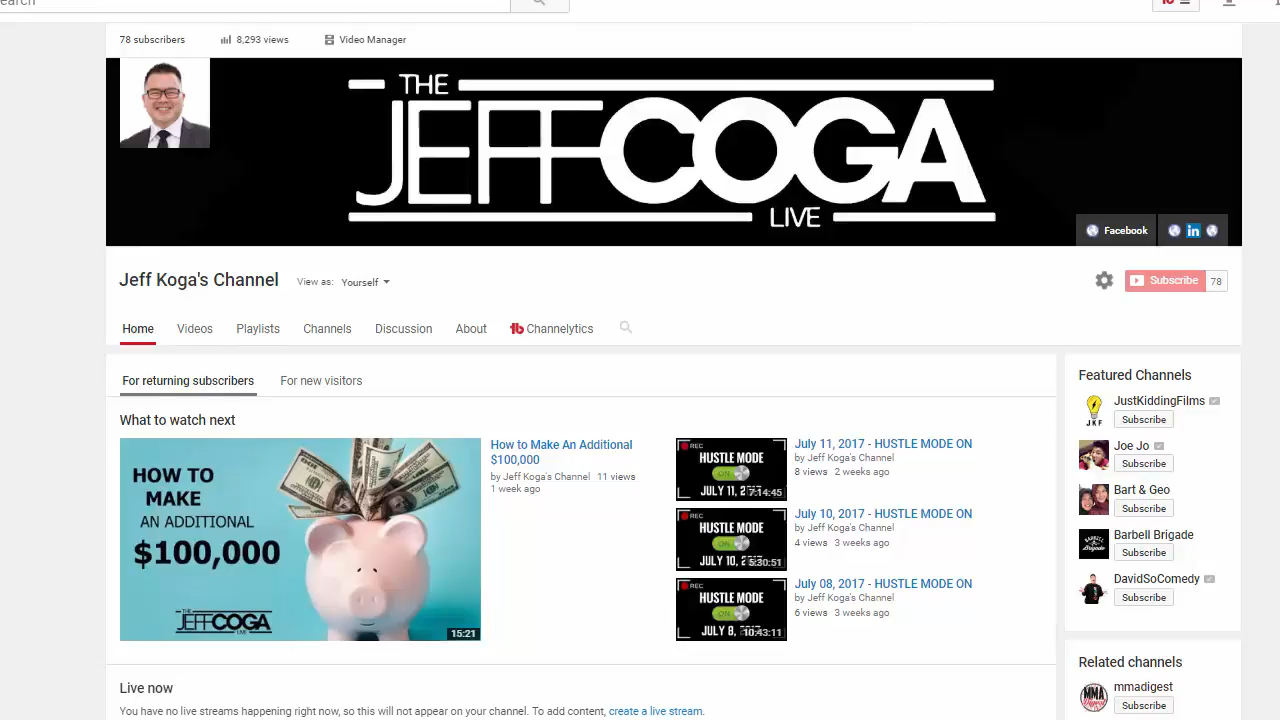 earch
78 subscribers
8,293 views
Video Manager
THE
JEFFCOGA
LIVE
Facebook
in
Jeff Koga's Channel
View as: Yourself
Subscribe 78
Home Videos Playlists Channels Discussion About Channelytics
For returning subscribers For new visitors
What to watch next
HOW TO
MAKE
AN ADDITIONAL
$100,000
THE
JEFFCOGA
LIVE
15:21
How to Make An Additional
$100,000
by Jeff Koga's Channel 11 views
1 week ago
REC
HUSTLE MODE
ON
JULY 11, 2
7:14:45
July 11, 2017 - HUSTLE MODE ON
by Jeff Koga's Channel
8 views 2 weeks ago
REC
HUSTLE MODE
ON
JULY 10, 2
5:30:51
July 10, 2017 - HUSTLE MODE ON
by Jeff Koga's Channel
4 views 3 weeks ago
REC
HUSTLE MODE
ON
JULY 8,
10:43:11
July 08, 2017 - HUSTLE MODE ON
by Jeff Koga's Channel
6 views 3 weeks ago
Live now
You have no live streams happening right now, so this will not appear on your channel. To add content, create a live stream.
Featured Channels
JKF
JustKiddingFilms
Subscribe
Joe Jo
Subscribe
Bart & Geo
Subscribe
BARBELL
Brigade
Barbell Brigade
Subscribe
DavidSoComedy
Subscribe
Related channels
MMA
Digest
mmadigest
Subscribe